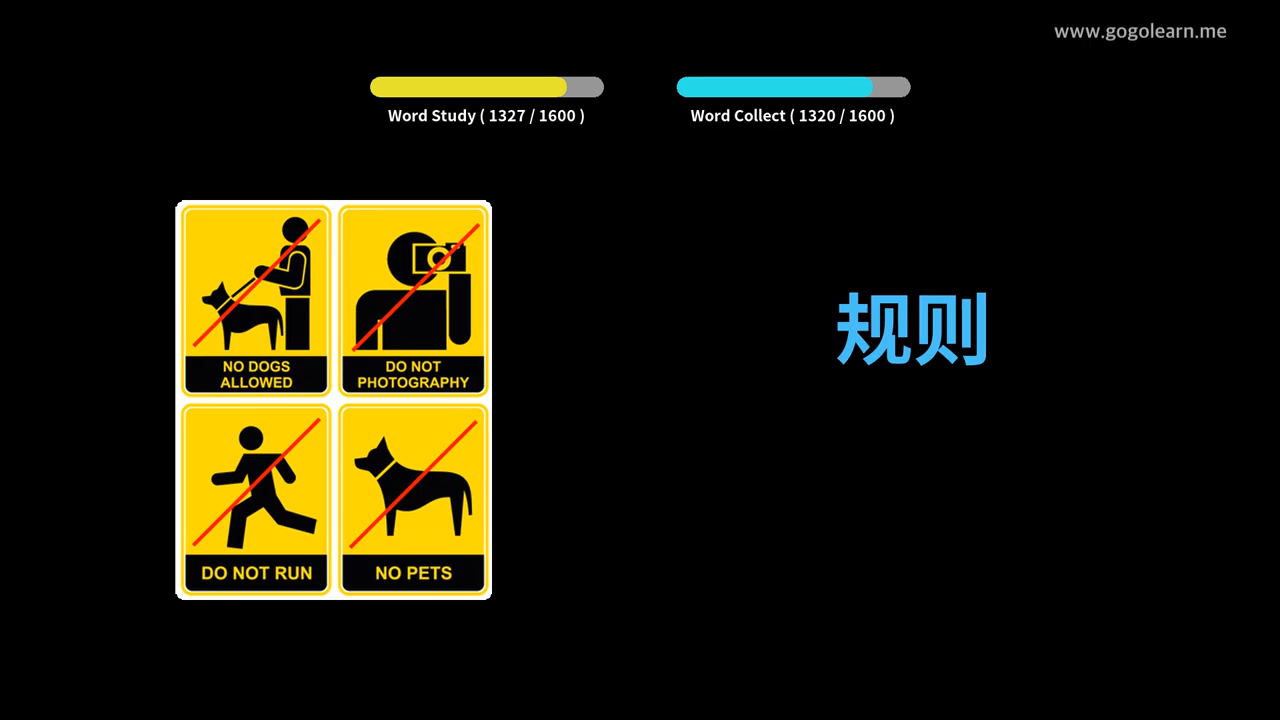 www.gogolearn.me
Word Study ( 1327 / 1600 )
Word Collect ( 1320 / 1600 )
NO DOGS
ALLOWED
DO NOT
PHOTOGRAPHY
规则
DO NOT RUN
NO PETS